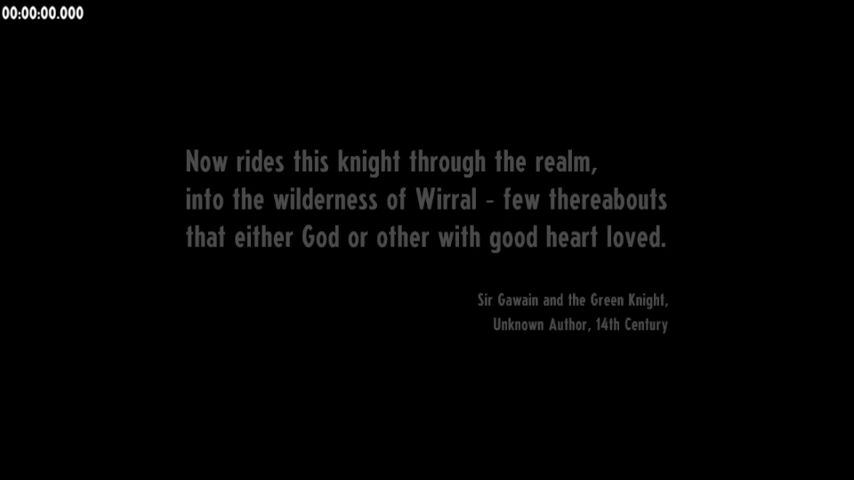 00:00:00.000
Now rides this knight through the realm,
into the wilderness of Wirral - few thereabouts
that either God or other with good heart loved.
Sir Gawain and the Green Knight,
Unknown Author, 14th Century